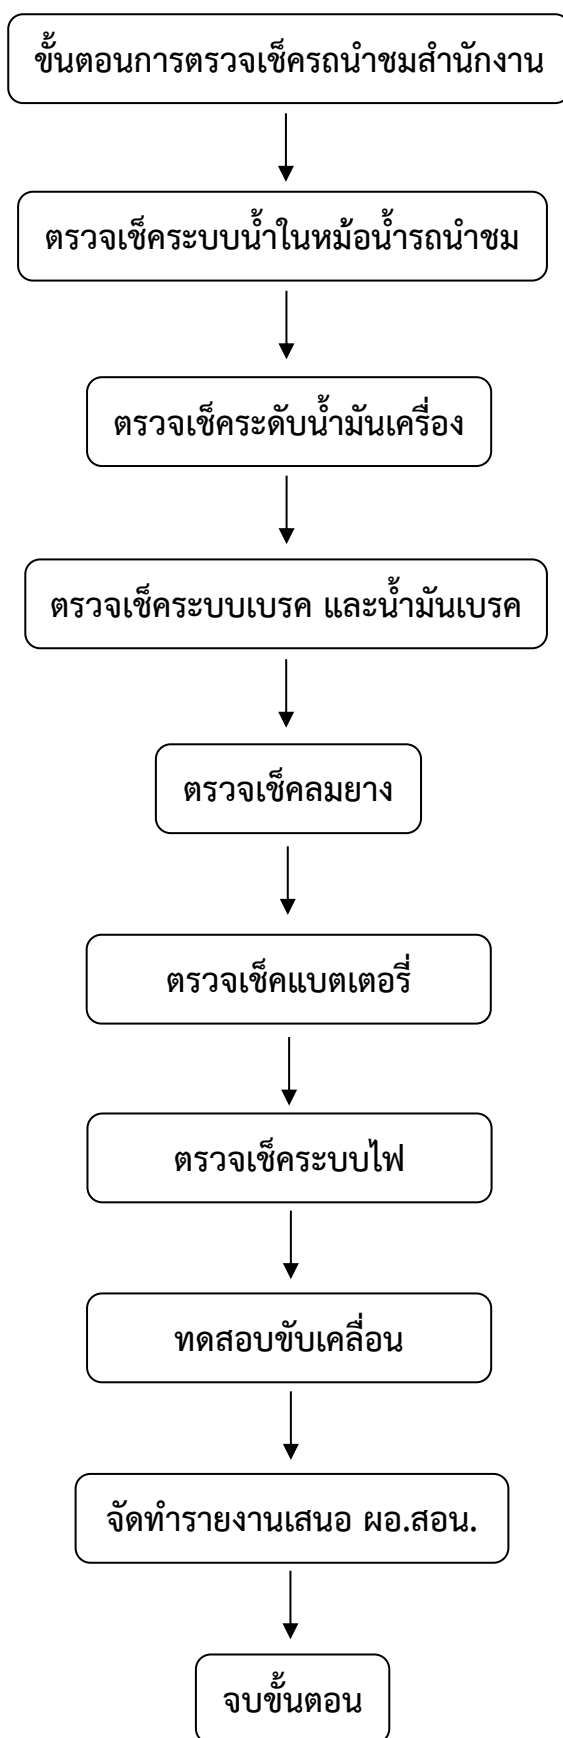 ขั้นตอนการตรวจเช็ครถนำชมสำนักงาน
ตรวจเช็คระบบน้ำในหม้อน้ำรถนำชม
ตรวจเช็คระดับน้ำมันเครื่อง
ตรวจเช็คระบบเบรค และน้ำมันเบรค
ตรวจเช็คลมยาง
ตรวจเช็คแบตเตอรี่
ตรวจเช็คระบบไฟ
ทดสอบขับเคลื่อน
จัดทำรายงานเสนอ ผอ.สอน.
จบขั้นตอน